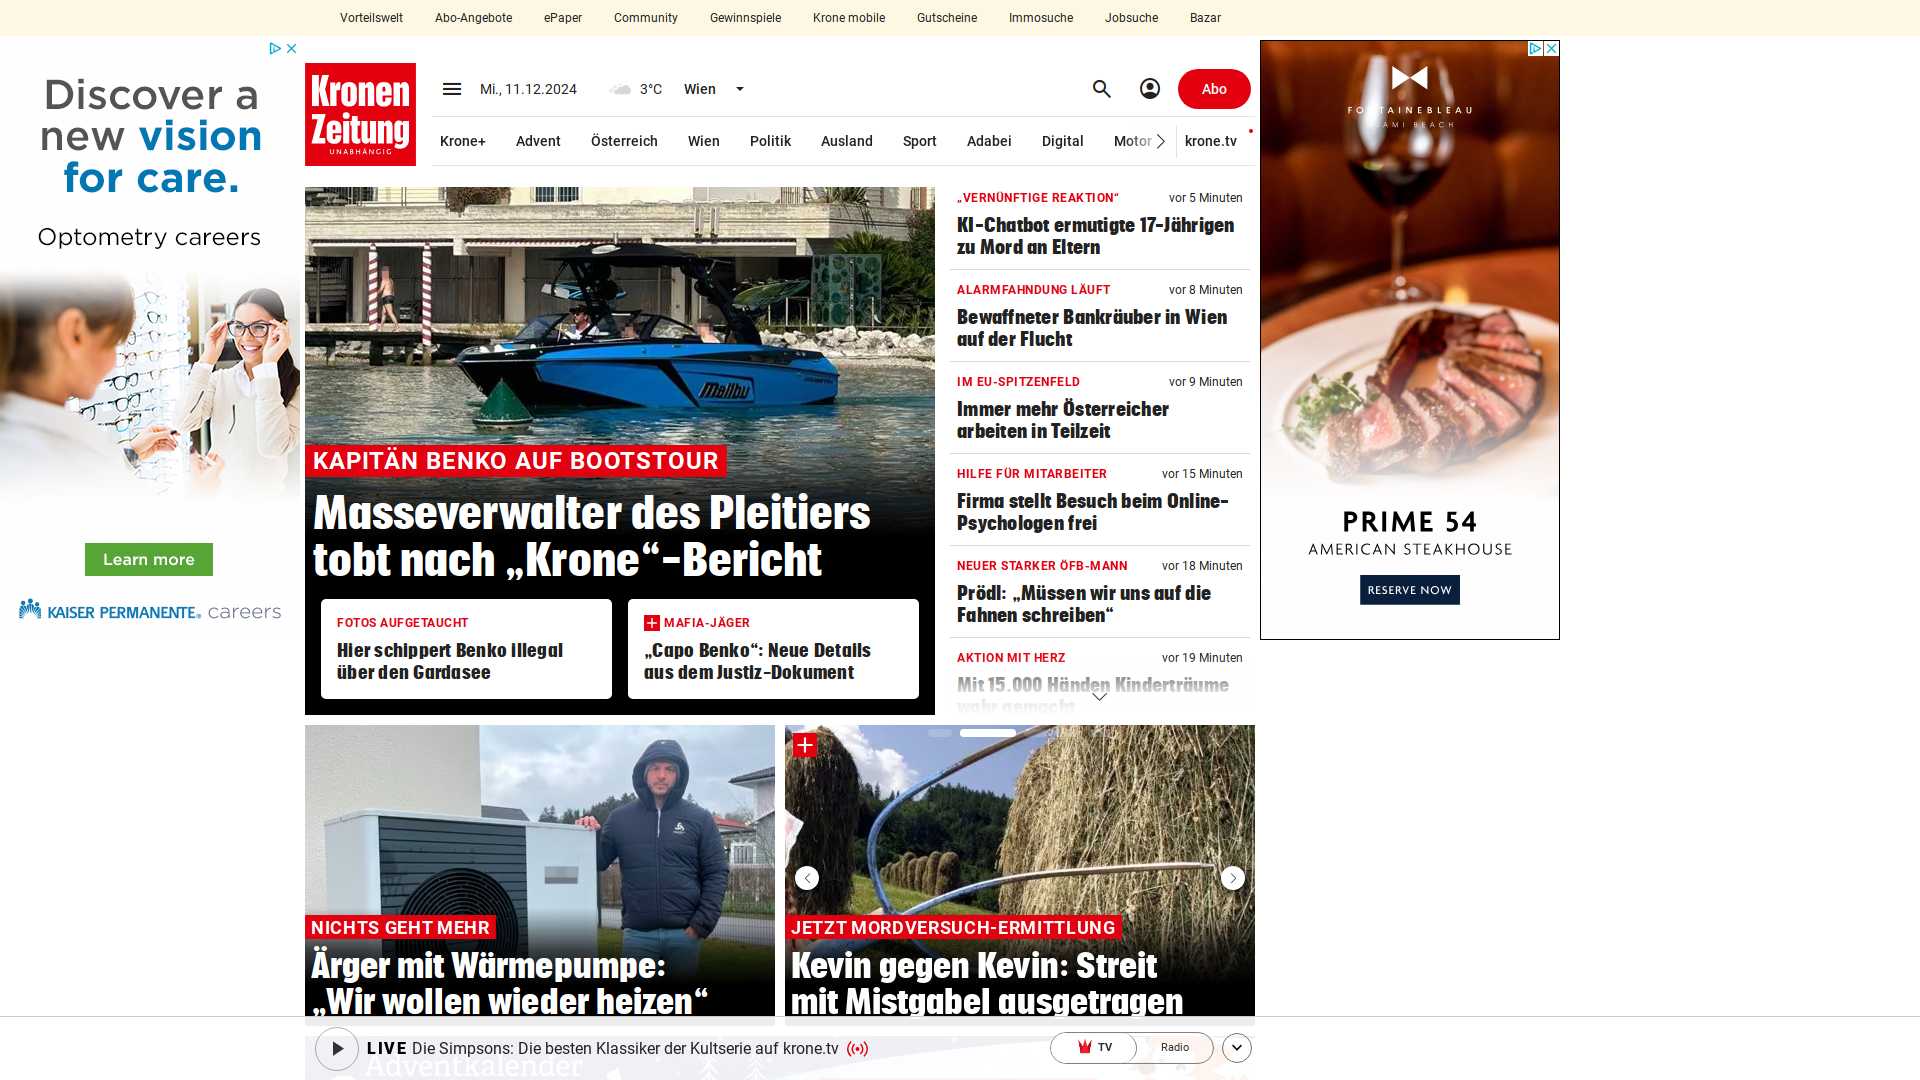 Vorteilswelt Abo-Angebote ePaper Community Gewinnspiele Krone mobile Gutscheine Immosuche Jobsuche Bazar
Discover a
new vision
for care.
Optometry careers
Learn more
KAISER PERMANENTE® careers
Kronen
Zeitung
UNABHÄNGIG
Mi., 11.12.2024 3°C Wien
Abo
Krone+ Advent Österreich Wien Politik Ausland Sport Adabei Digital Motor krone.tv
Malibu
KAPITÄN BENKO AUF BOOTSTOUR
Masseverwalter des Pleitiers
tobt nach „Krone“-Bericht
FOTOS AUFGETAUCHT
Hier schippert Benko illegal
über den Gardasee
MAFIA-JÄGER
„Capo Benko“: Neue Details
aus dem Justiz-Dokument
„VERNÜNFTIGE REAKTION“ vor 5 Minuten
KI-Chatbot ermutigte 17-Jährigen
zu Mord an Eltern
ALARMFAHNDUNG LÄUFT vor 8 Minuten
Bewaffneter Bankräuber in Wien
auf der Flucht
IM EU-SPITZENFELD vor 9 Minuten
Immer mehr Österreicher
arbeiten in Teilzeit
HILFE FÜR MITARBEITER vor 15 Minuten
Firma stellt Besuch beim Online-
Psychologen frei
NEUER STARKER ÖFB-MANN vor 18 Minuten
Prödl: „Müssen wir uns auf die
Fahnen schreiben“
AKTION MIT HERZ vor 19 Minuten
Mit 15.000 Händen Kinderträume
wahr gemacht
FONTAINEBLEAU
MIAMI BEACH
PRIME 54
AMERICAN STEAKHOUSE
RESERVE NOW
NICHTS GEHT MEHR
Ärger mit Wärmepumpe:
„Wir wollen wieder heizen“
JETZT MORDVERSUCH-ERMITTLUNG
Kevin gegen Kevin: Streit
mit Mistgabel ausgetragen
LIVE Die Simpsons: Die besten Klassiker der Kultserie auf krone.tv
TV Radio
Adventkalender